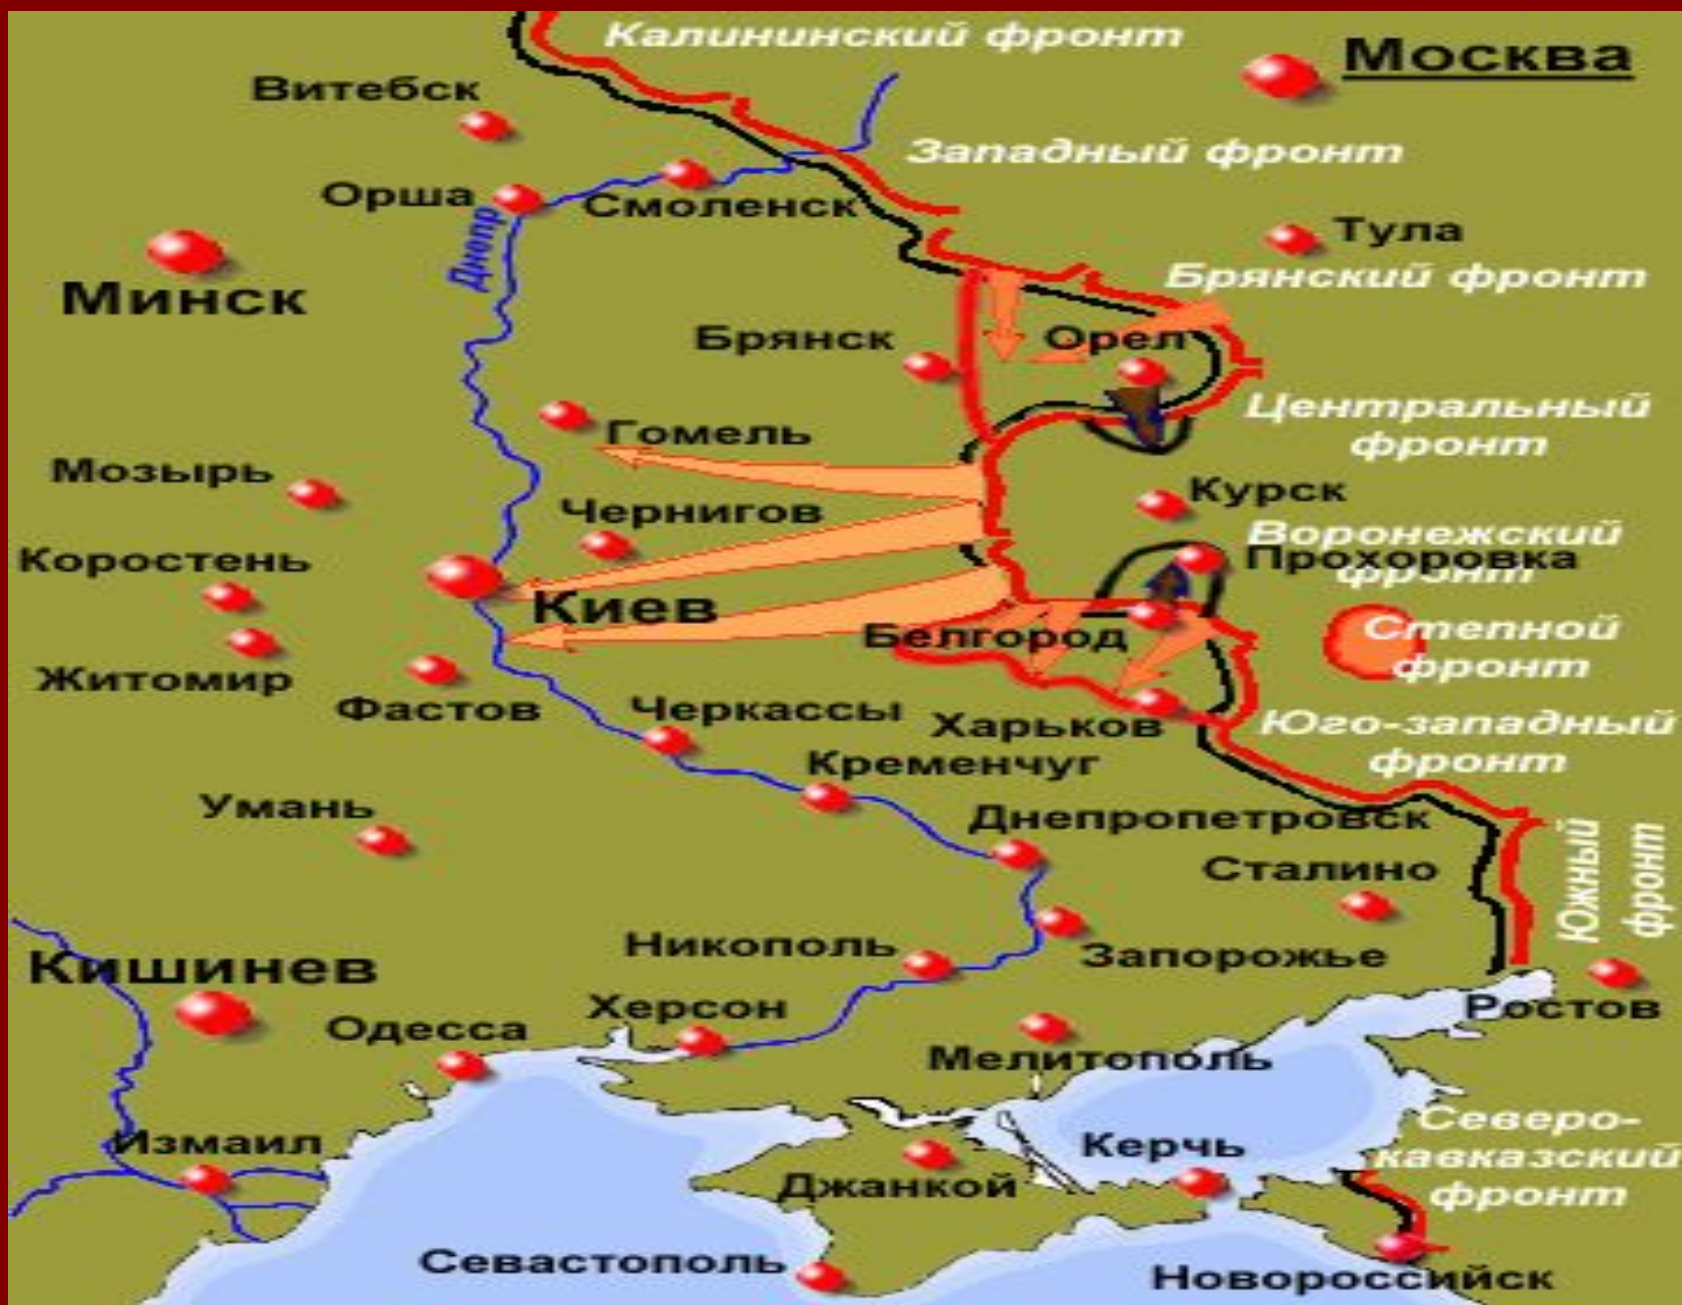 Калининский фронт
Москва
Витебск
Западный фронт
Орша
Смоленск
Тула
Днепр
Минск
Брянский фронт
Брянск
Орел
Центральный
фронт
Гомель
Мозырь
Курск
Чернигов
Воронежский
фронт
Прохоровка
Коростень
Киев
Белгород
Степной
фронт
Житомир
Фастов
Черкассы
Харьков
Юго-западный
фронт
Кременчуг
Умань
Днепропетровск
Сталино
Южный
фронт
Никополь
Запорожье
Кишинев
Ростов
Херсон
Одесса
Мелитополь
Северо-
кавказский
фронт
Измаил
Керчь
Джанкой
Севастополь
Новороссийск